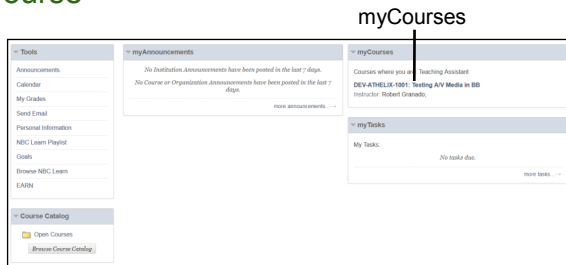 myCourses
Tools
Announcements
Calendar
My Grades
Send Email
Personal Information
NBC Learn Playlist
Goals
Browse NBC Learn
EARN
Course Catalog
Open Courses
Browse Course Catalog
myAnnouncements
No Institution Announcements have been posted in the last 7 days.
No Course or Organization Announcements have been posted in the last 7
days.
more announcements...
myCourses
Courses where you are: Teaching Assistant
DEV-ATHELIX-1001: Testing A/V Media in BB
Instructor: Robert Granado;
myTasks
My Tasks:
No tasks due.
more tasks...